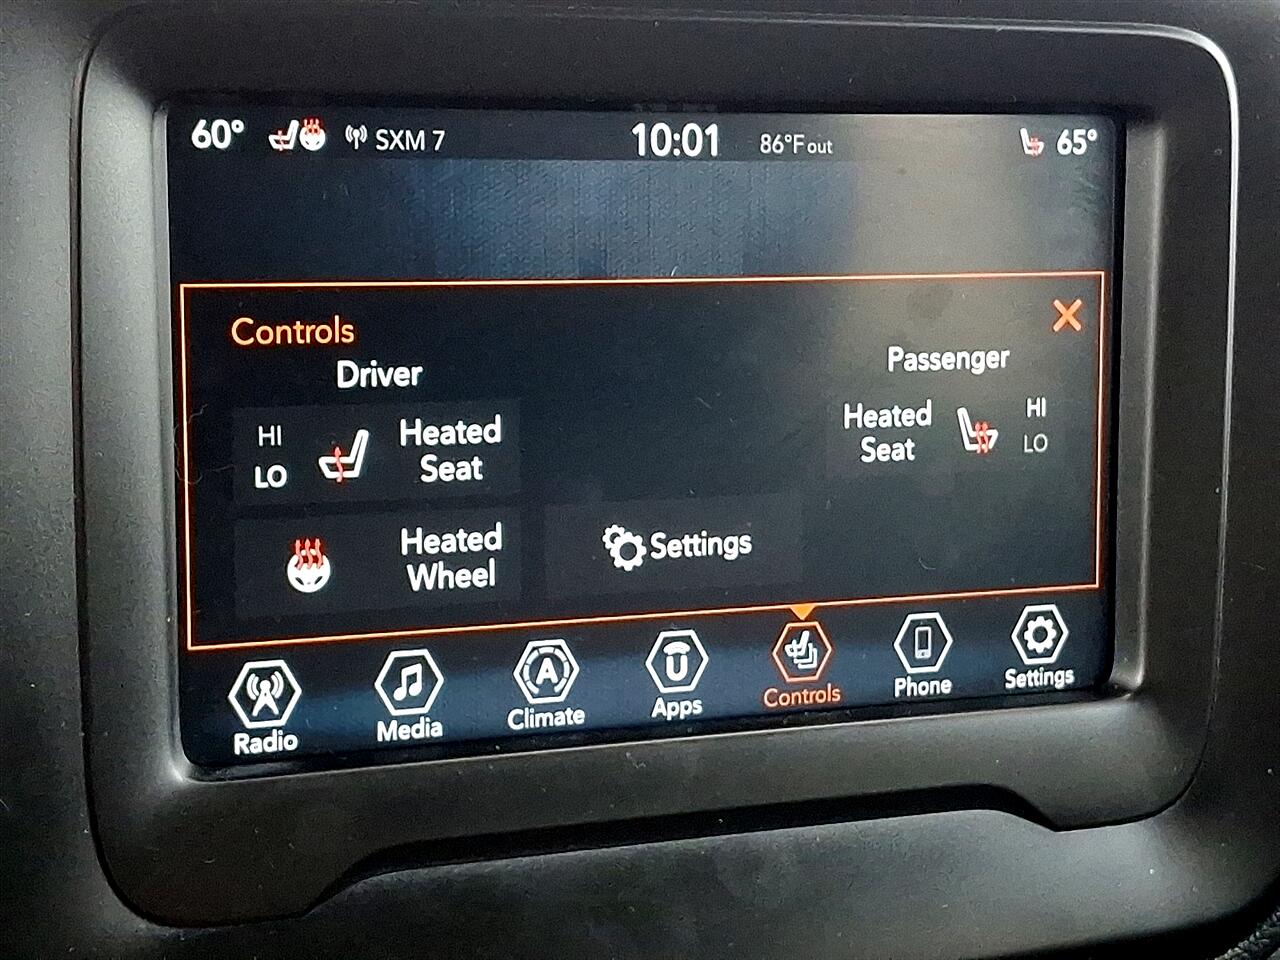 60° SXM 7 10:01 86°F out 65°
Controls
Driver
Passenger
HI
LO
Heated
Seat
Heated
Seat
HI
LO
Heated
Wheel
Settings
Radio
Media
Climate
A
Apps
U
Controls
Phone
Settings